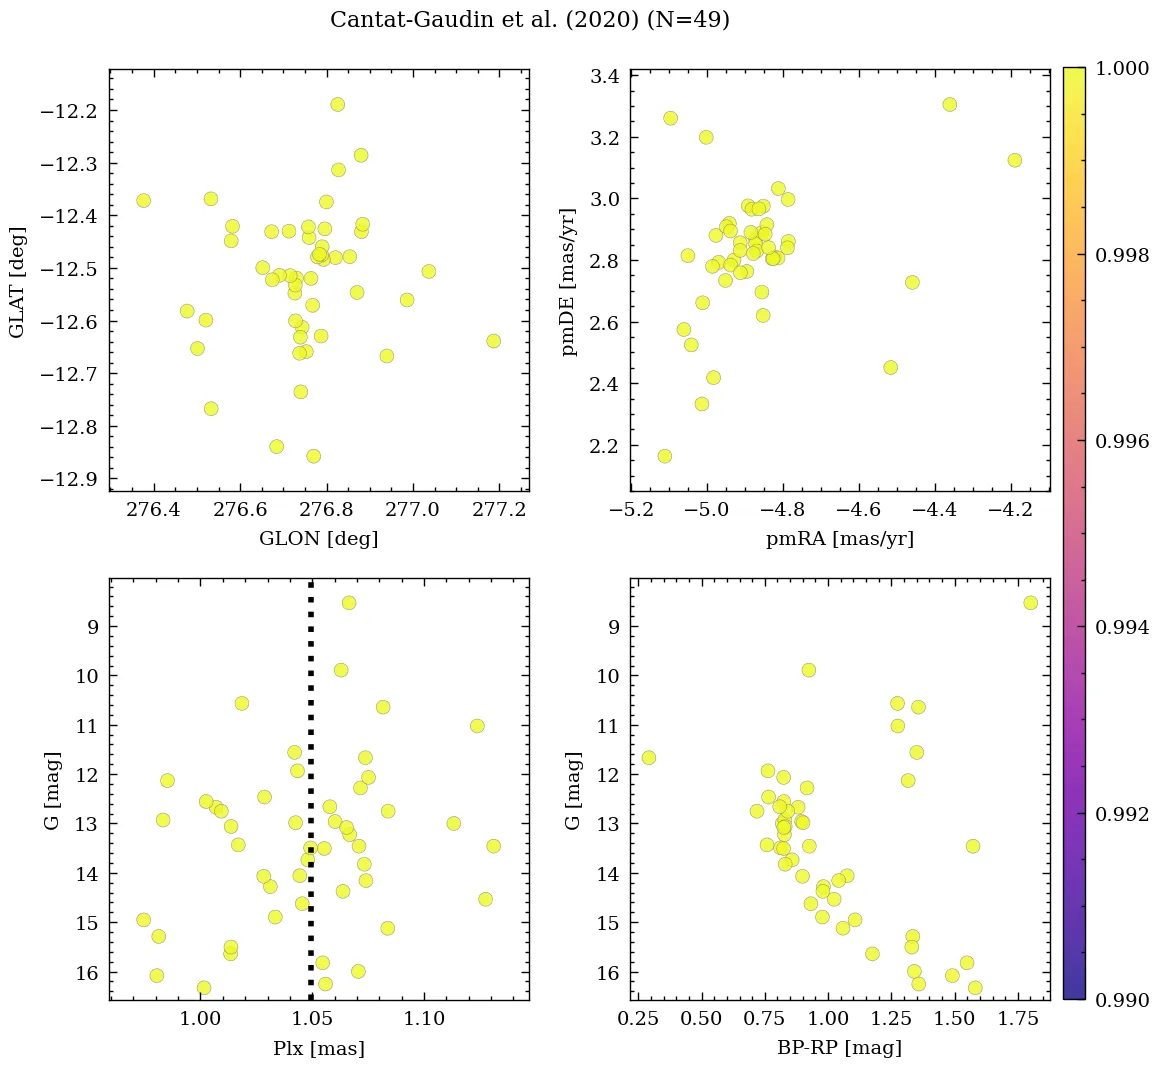 Cantat-Gaudin et al. (2020) (N=49)
−12.2
−12.3
−12.4
−12.5
−12.6
−12.7
−12.8
−12.9
GLAT [deg]
276.4 276.6 276.8 277.0 277.2
GLON [deg]
3.4
3.2
3.0
2.8
2.6
2.4
2.2
pmDE [mas/yr]
−5.2 −5.0 −4.8 −4.6 −4.4 −4.2
pmRA [mas/yr]
9
10
11
12
13
14
15
16
G [mag]
1.00 1.05 1.10
Plx [mas]
9
10
11
12
13
14
15
16
G [mag]
0.25 0.50 0.75 1.00 1.25 1.50 1.75
BP-RP [mag]
1.000
0.998
0.996
0.994
0.992
0.990